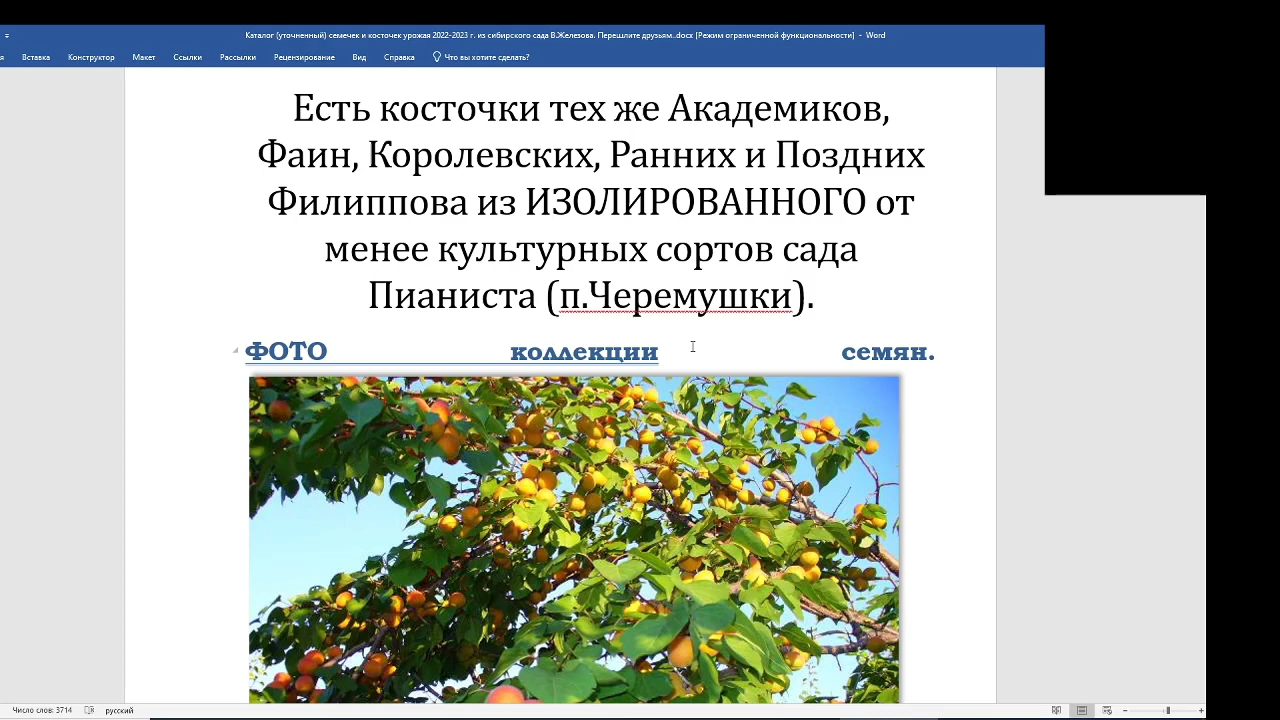 Каталог (уточненный) семечек и косточек урожая 2022-2023 г. из сибирского сада В.Железова. Перешлите друзьям..docx [Режим ограниченной функциональности] - Word
я Вставка Конструктор Макет Ссылки Рассылки Рецензирование Вид Справка Что вы хотите сделать?
Есть косточки тех же Академиков,
Фаин, Королевских, Ранних и Поздних
Филиппова из ИЗОЛИРОВАННОГО от
менее культурных сортов сада
Пианиста (п.Черемушки).
ФОТО коллекции семян.
Число слов: 3714 русский